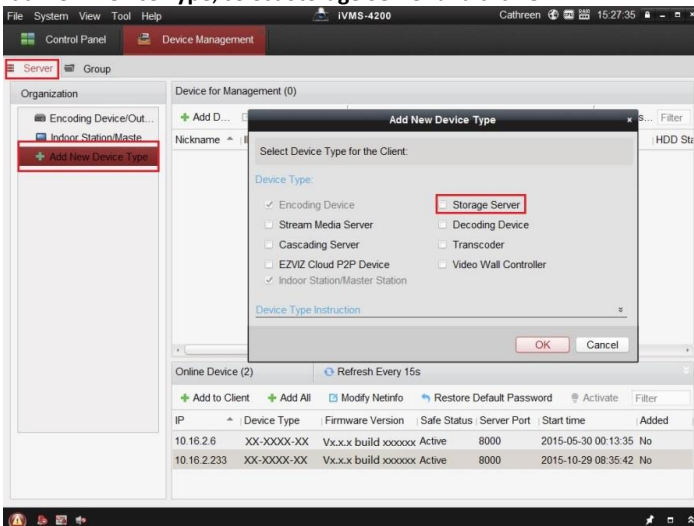 File System View Tool Help iVMS-4200 Cathreen 15:27:35
Control Panel Device Management
Server Group
Organization
Encoding Device/Out...
Indoor Station/Maste
Add New Device Type
Device for Management (0)
Add D... Filter
Nickname HDD Sta
Add New Device Type
Select Device Type for the Client:
Device Type:
Encoding Device Storage Server
Stream Media Server Decoding Device
Cascading Server Transcoder
EZVIZ Cloud P2P Device Video Wall Controller
Indoor Station/Master Station
Device Type Instruction
OK Cancel
Online Device (2) Refresh Every 15s
Add to Client Add All Modify Netinfo Restore Default Password Activate Filter
IP Device Type Firmware Version Safe Status Server Port Start time Added
10.16.2.6 XX-XXXX-XX Vx.x.x build xxxxxx Active 8000 2015-05-30 00:13:35 No
10.16.2.233 XX-XXXX-XX Vx.x.x build xxxxxx Active 8000 2015-10-29 08:35:42 No